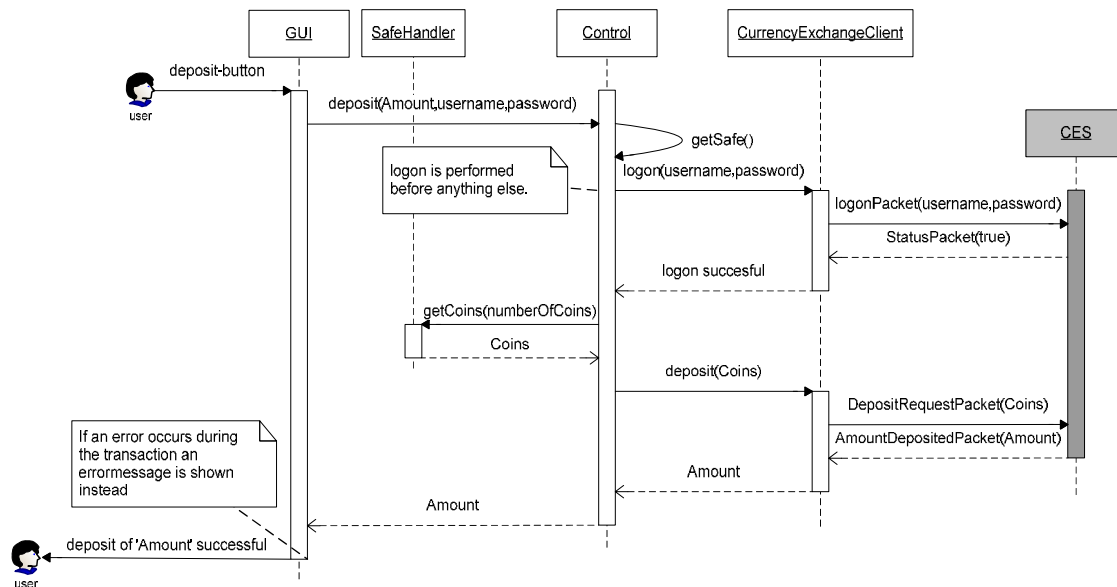 GUI
SafeHandler
Control
CurrencyExchangeClient
deposit-button
user
deposit(Amount,username,password)
CES
getSafe()
logon is performed
before anything else.
logon(username,password)
logonPacket(username,password)
StatusPacket(true)
logon succesful
getCoins(numberOfCoins)
Coins
deposit(Coins)
DepositRequestPacket(Coins)
If an error occurs during
the transaction an
errormessage is shown
instead
AmountDepositedPacket(Amount)
Amount
Amount
deposit of 'Amount' successful
user